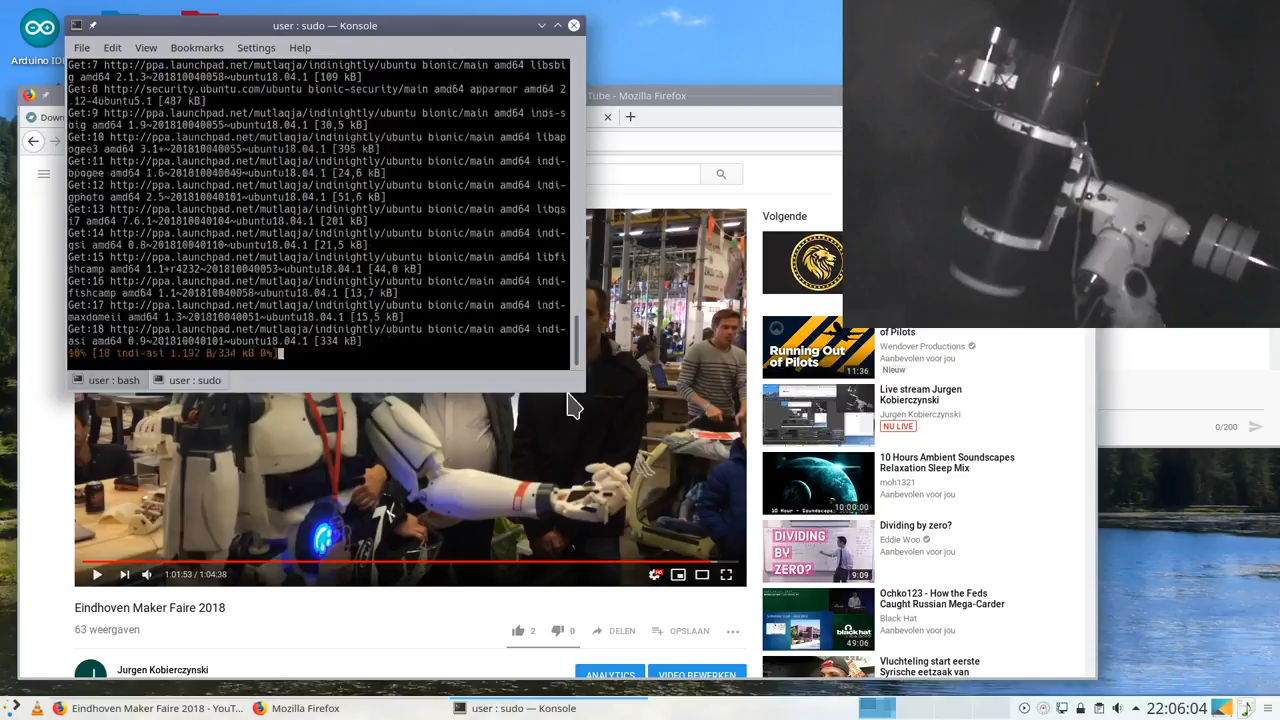 user : sudo — Konsole
File Edit View Bookmarks Settings Help
Get:7 http://ppa.launchpad.net/mutlaqja/indinightly/ubuntu bionic/main amd64 libsbi
g amd64 2.1.3~201810040058~ubuntu18.04.1 [109 kB]
Get:8 http://security.ubuntu.com/ubuntu bionic-security/main amd64 apparmor amd64 2
.12-4ubuntu5.1 [487 kB]
Get:9 http://ppa.launchpad.net/mutlaqja/indinightly/ubuntu bionic/main amd64 indi-s
big amd64 1.9~201810040055~ubuntu18.04.1 [30,5 kB]
Get:10 http://ppa.launchpad.net/mutlaqja/indinightly/ubuntu bionic/main amd64 libap
ogee3 amd64 3.1+~201810040055~ubuntu18.04.1 [395 kB]
Get:11 http://ppa.launchpad.net/mutlaqja/indinightly/ubuntu bionic/main amd64 indi-
apogee amd64 1.6~201810040049~ubuntu18.04.1 [24,6 kB]
Get:12 http://ppa.launchpad.net/mutlaqja/indinightly/ubuntu bionic/main amd64 indi-
gphoto amd64 2.5~201810040101~ubuntu18.04.1 [51,6 kB]
Get:13 http://ppa.launchpad.net/mutlaqja/indinightly/ubuntu bionic/main amd64 libqs
i7 amd64 7.6.1~201810040104~ubuntu18.04.1 [201 kB]
Get:14 http://ppa.launchpad.net/mutlaqja/indinightly/ubuntu bionic/main amd64 indi-
qsi amd64 0.8~201810040110~ubuntu18.04.1 [21,5 kB]
Get:15 http://ppa.launchpad.net/mutlaqja/indinightly/ubuntu bionic/main amd64 libfi
shcamp amd64 1.1+r4232~201810040053~ubuntu18.04.1 [44,0 kB]
Get:16 http://ppa.launchpad.net/mutlaqja/indinightly/ubuntu bionic/main amd64 indi-
fishcamp amd64 1.1~201810040058~ubuntu18.04.1 [13,7 kB]
Get:17 http://ppa.launchpad.net/mutlaqja/indinightly/ubuntu bionic/main amd64 indi-
maxdomeii amd64 1.3~201810040051~ubuntu18.04.1 [15,5 kB]
Get:18 http://ppa.launchpad.net/mutlaqja/indinightly/ubuntu bionic/main amd64 indi-
asi amd64 0.9~201810040101~ubuntu18.04.1 [334 kB]
[18 indi-asi 1.192 B/334 kB 0%]
user : bash user : sudo
Arduino
Tube - Mozilla Firefox
Down
Volgende
of Pilots
Wendover Productions
Aanbevolen voor jou
Nieuw
RUNNING OUT OF PILOTS
11:36
Live stream Jurgen
Kobierczynski
Jurgen Kobierczynski
NU LIVE
10 Hours Ambient Soundscapes
Relaxation Sleep Mix
moh1321
Aanbevolen voor jou
10:00:00
Dividing by zero?
Eddie Woo
Aanbevolen voor jou
DIVIDING
BY
ZERO?
9:09
Ochko123 - How the Feds
Caught Russian Mega-Carder
Black Hat
49:06
Aanbevolen voor jou
Vluchteling start eerste
Syrische eetzaak van
0/200
1:01:53 / 1:04:38
Eindhoven Maker Faire 2018
63 weergaven
2 0 DELEN OPSLAAN
Jurgen Kobierczynski
ANALYTICS VIDEO BEWERKEN
Eindhoven Maker Faire 2018 - YouT... Mozilla Firefox user : sudo — Konsole 22:06:04